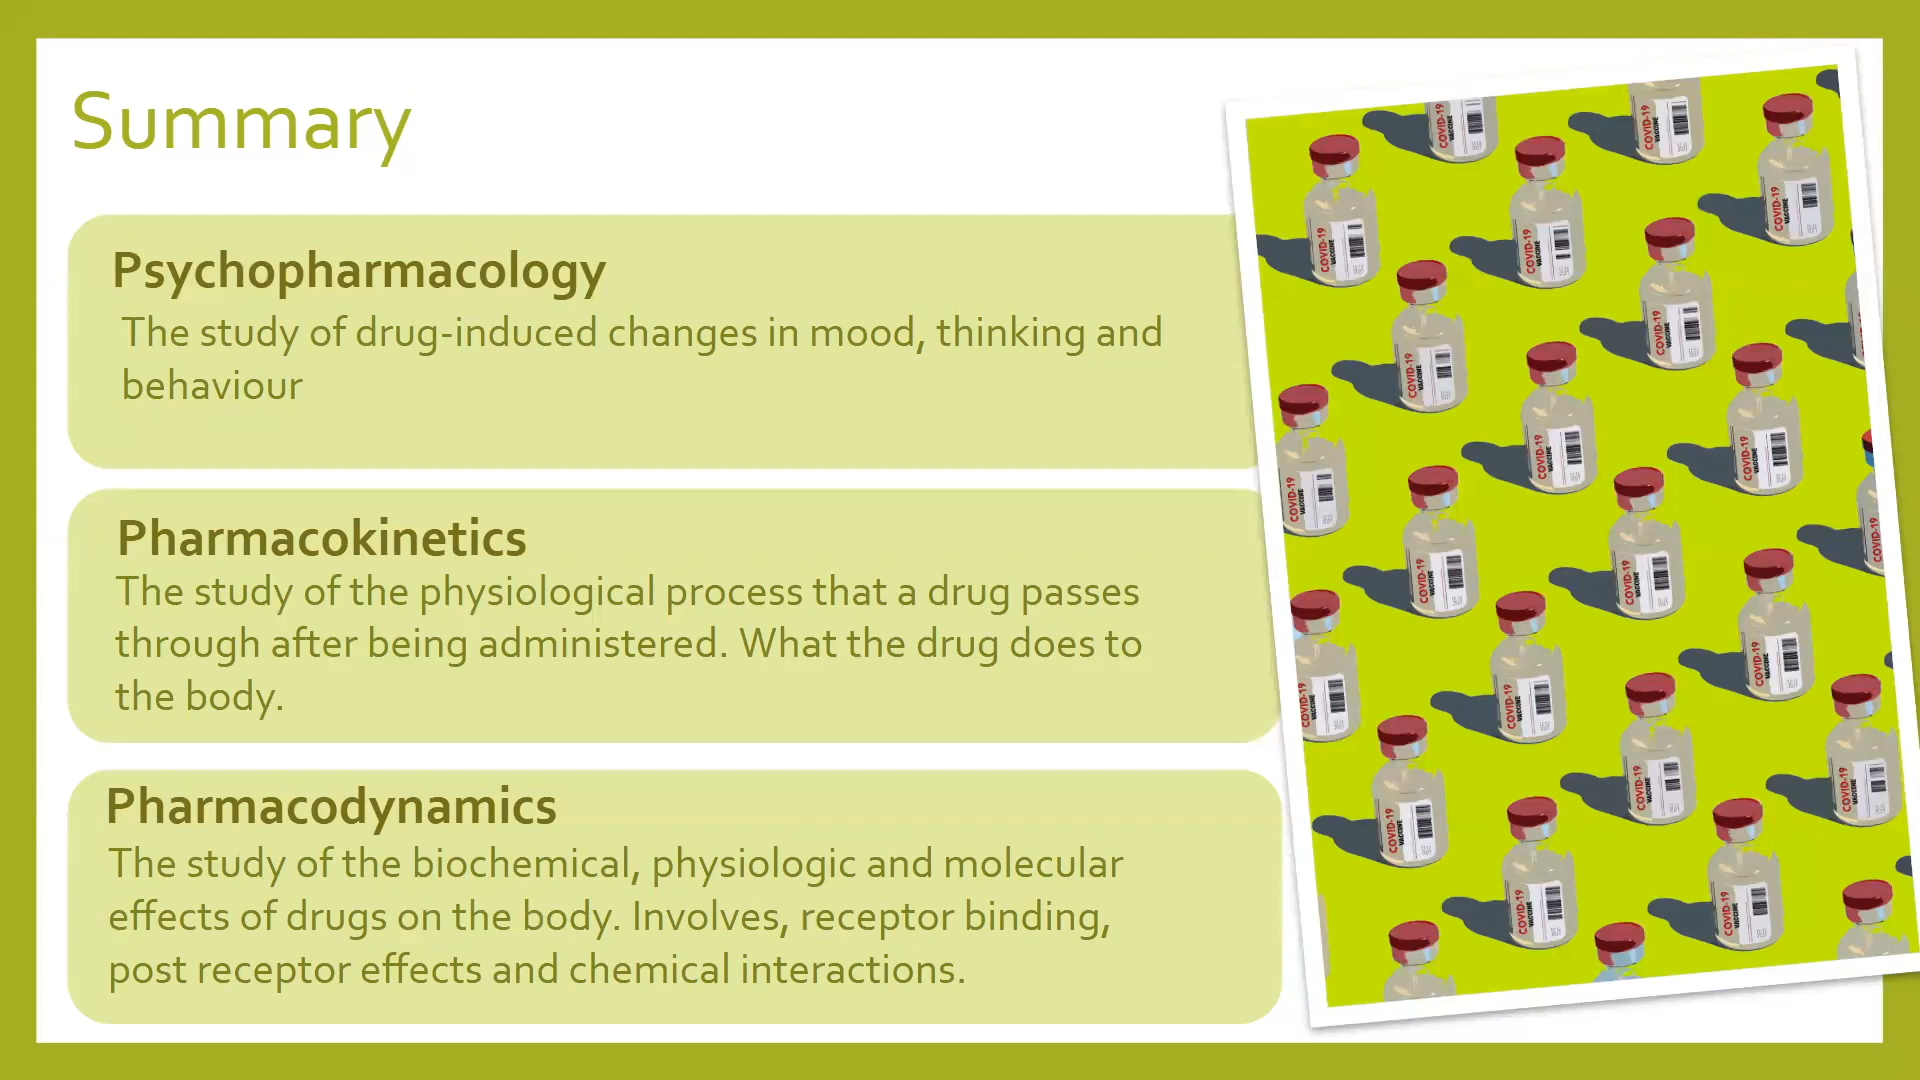 Summary
Psychopharmacology
The study of drug-induced changes in mood, thinking and
behaviour
Pharmacokinetics
The study of the physiological process that a drug passes
through after being administered. What the drug does to
the body.
Pharmacodynamics
The study of the biochemical, physiologic and molecular
effects of drugs on the body. Involves, receptor binding,
post receptor effects and chemical interactions.
COVID-19
VACCINE